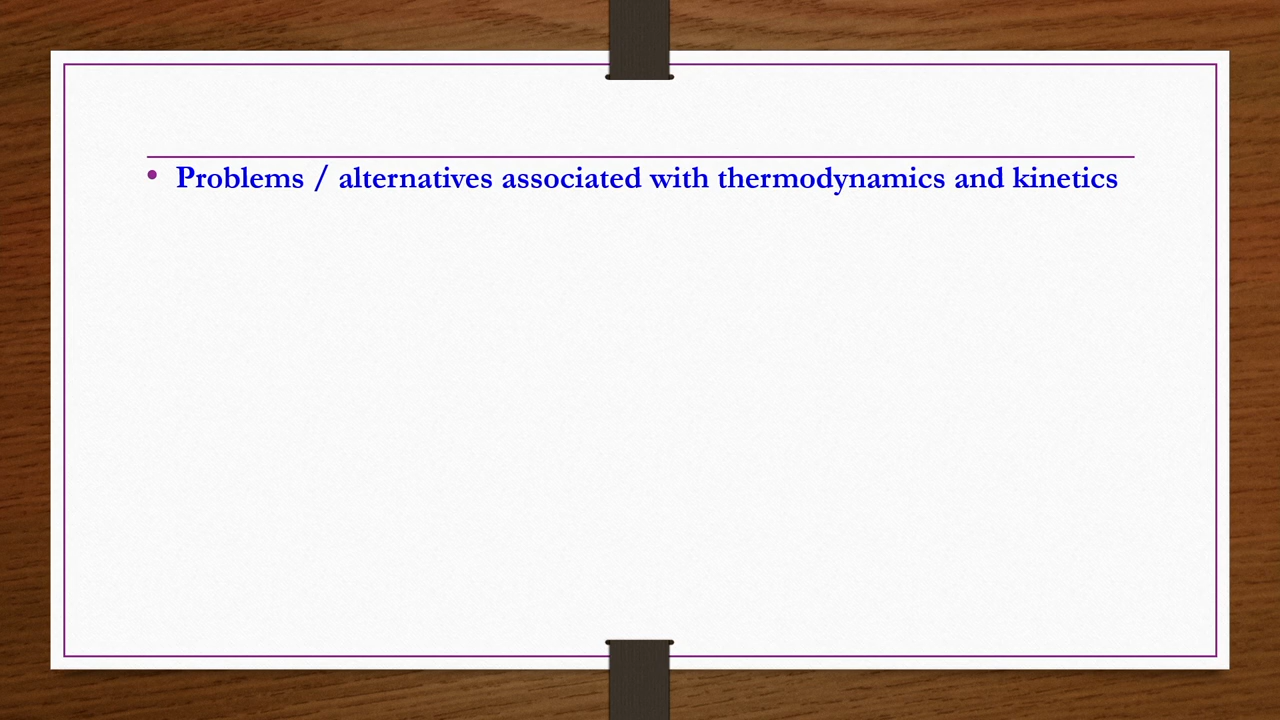 • Problems / alternatives associated with thermodynamics and kinetics